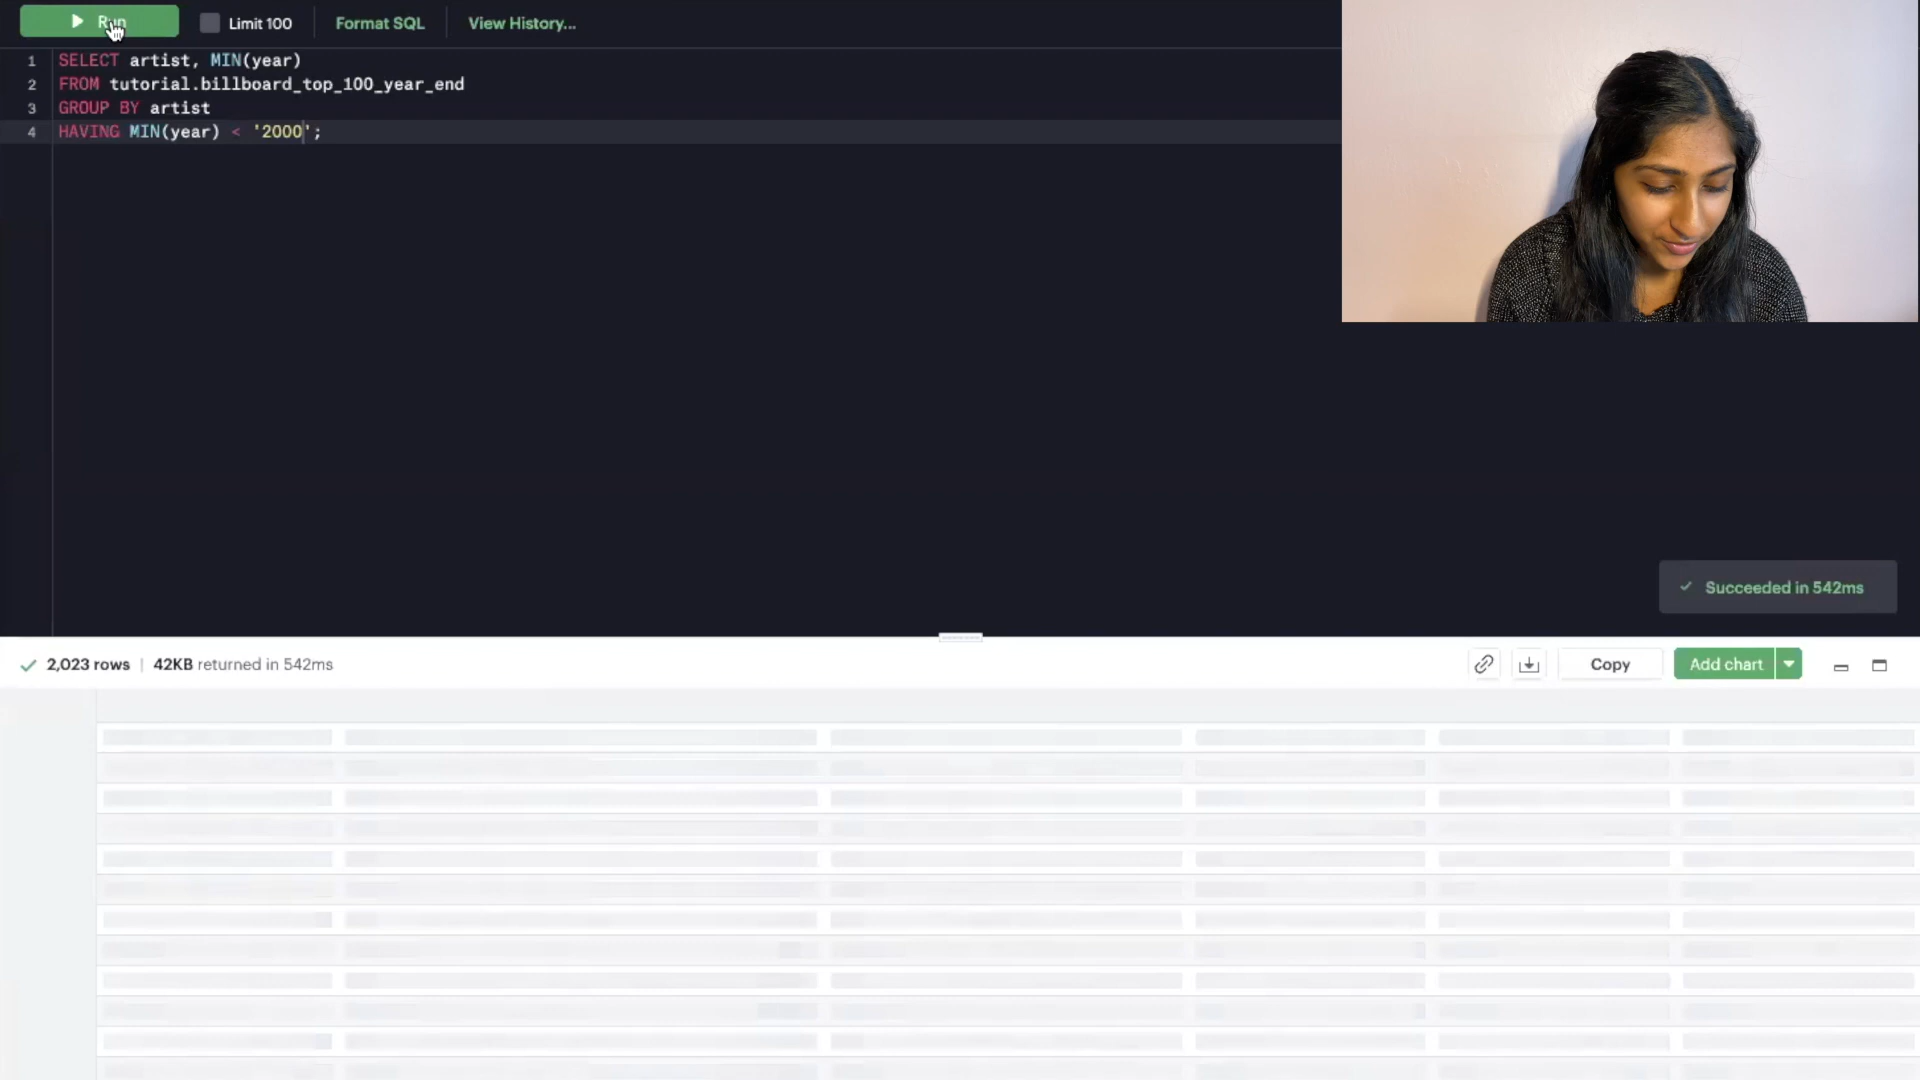 Run Limit 100 Format SQL View History...
1 SELECT artist, MIN(year)
2 FROM tutorial.billboard_top_100_year_end
3 GROUP BY artist
4 HAVING MIN(year) < '2000';
✓ Succeeded in 542ms
✓ 2,023 rows | 42KB returned in 542ms Copy Add chart